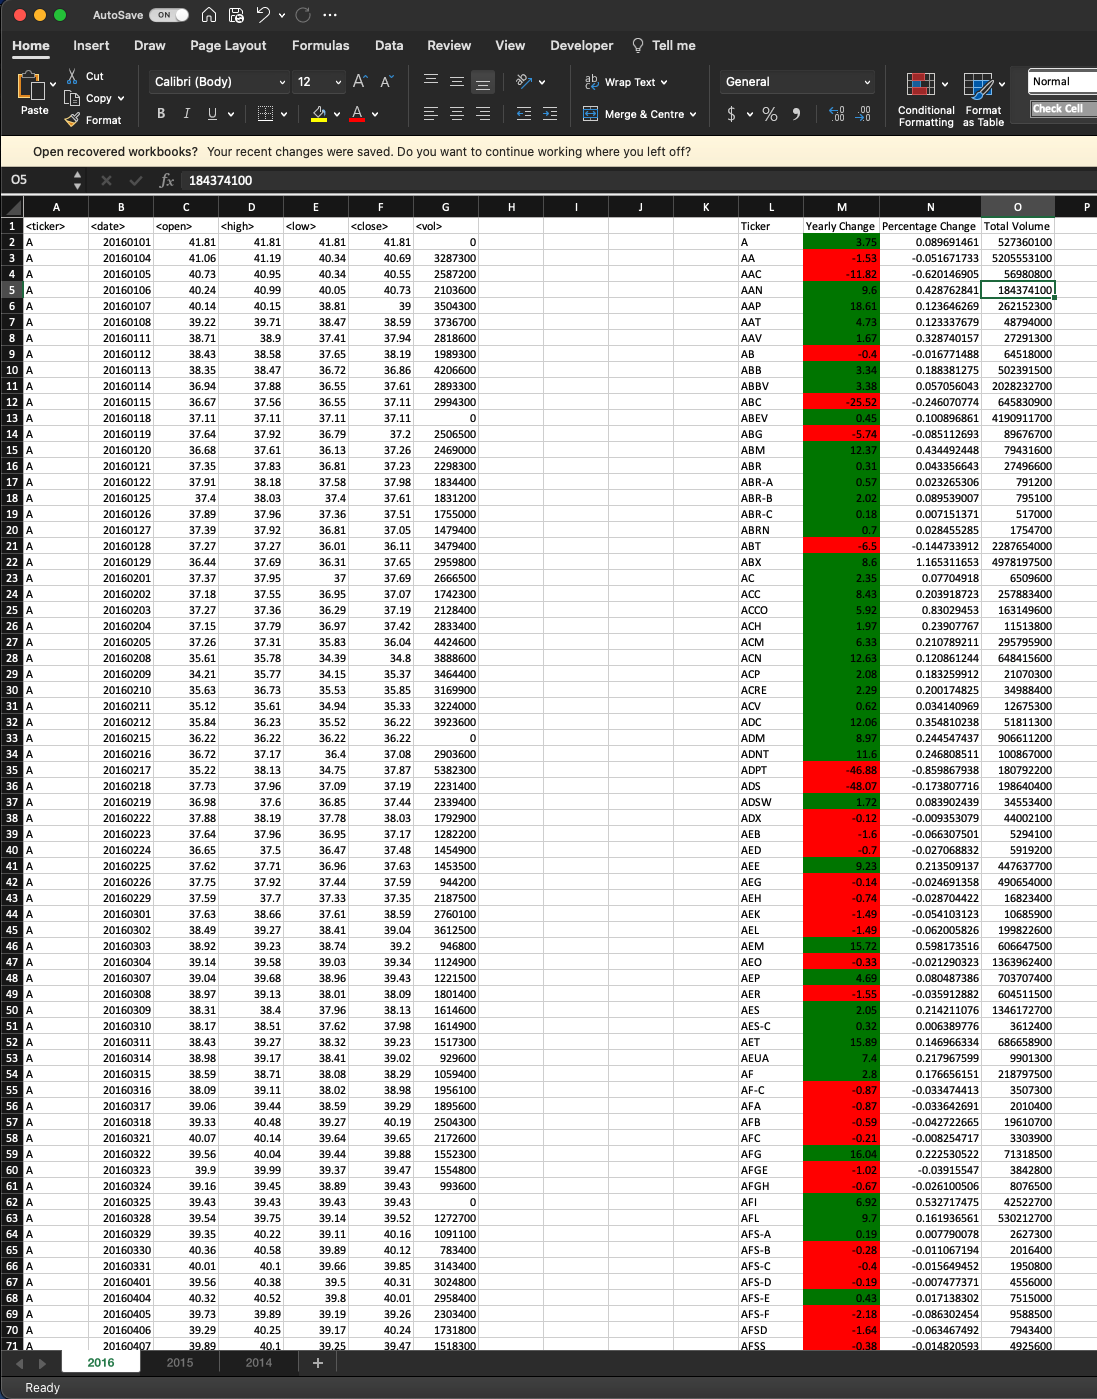 AutoSave ON
Home Insert Draw Page Layout Formulas Data Review View Developer Tell me
Paste Cut Copy Format Calibri (Body) 12 Wrap Text Merge & Centre General Conditional Formatting Format as Table Normal Check Cell
Open recovered workbooks? Your recent changes were saved. Do you want to continue working where you left off?
O5 fx 184374100
A B C D E F G H I J K L M N O P
1 <ticker> <date> <open> <high> <low> <close> <vol> Ticker Yearly Change Percentage Change Total Volume
2 A 20160101 41.81 41.81 41.81 41.81 0 A 3.75 0.089691461 527360100
3 A 20160104 41.06 41.19 40.34 40.69 3287300 AA -1.53 -0.051671733 5205553100
4 A 20160105 40.73 40.95 40.34 40.55 2587200 AAC -11.82 -0.620146905 56980800
5 A 20160106 40.24 40.99 40.05 40.73 2103600 AAN 9.6 0.428762841 184374100
6 A 20160107 40.14 40.15 38.81 39 3504300 AAP 18.61 0.123646269 262152300
7 A 20160108 39.22 39.71 38.47 38.59 3736700 AAT 4.73 0.123337679 48794000
8 A 20160111 38.71 38.9 37.41 37.94 2818600 AAV 1.67 0.328740157 27291300
9 A 20160112 38.43 38.58 37.65 38.19 1989300 AB -0.4 -0.016771488 64518000
10 A 20160113 38.35 38.47 36.72 36.86 4206600 ABB 3.34 0.188381275 502391500
11 A 20160114 36.94 37.88 36.55 37.61 2893300 ABBV 3.38 0.057056043 2028232700
12 A 20160115 36.67 37.56 36.55 37.11 2994300 ABC -25.52 -0.246070774 645830900
13 A 20160118 37.11 37.11 37.11 37.11 0 ABEV 0.45 0.100896861 4190911700
14 A 20160119 37.64 37.92 36.79 37.2 2506500 ABG -5.74 -0.085112693 89676700
15 A 20160120 36.68 37.61 36.13 37.26 2469000 ABM 12.37 0.434492448 79431600
16 A 20160121 37.35 37.83 36.81 37.23 2298300 ABR 0.31 0.043356643 27496600
17 A 20160122 37.91 38.18 37.58 37.98 1834400 ABR-A 0.57 0.023265306 791200
18 A 20160125 37.4 38.03 37.4 37.61 1831200 ABR-B 2.02 0.089539007 795100
19 A 20160126 37.89 37.96 37.36 37.51 1755000 ABR-C 0.18 0.007151371 517000
20 A 20160127 37.39 37.92 36.81 37.05 1479400 ABRN 0.7 0.028455285 1754700
21 A 20160128 37.27 37.27 36.01 36.11 3479400 ABT -6.5 -0.144733912 2287654000
22 A 20160129 36.44 37.69 36.31 37.65 2959800 ABX 8.6 1.165311653 4978197500
23 A 20160201 37.37 37.95 37 37.69 2666500 AC 2.35 0.07704918 6509600
24 A 20160202 37.18 37.55 36.95 37.07 1742300 ACC 8.43 0.203918723 257883400
25 A 20160203 37.27 37.36 36.29 37.19 2128400 ACCO 5.92 0.83029453 163149600
26 A 20160204 37.15 37.79 36.97 37.42 2833400 ACH 1.97 0.23907767 11513800
27 A 20160205 37.26 37.31 35.83 36.04 4424600 ACM 6.33 0.210789211 295795900
28 A 20160208 35.61 35.78 34.39 34.8 3888600 ACN 12.63 0.120861244 648415600
29 A 20160209 34.21 35.77 34.15 35.37 3464400 ACP 2.08 0.183259912 21070300
30 A 20160210 35.63 36.73 35.53 35.85 3169900 ACRE 2.29 0.200174825 34988400
31 A 20160211 35.12 35.61 34.94 35.33 3224000 ACV 0.62 0.034140969 12675300
32 A 20160212 35.84 36.23 35.52 36.22 3923600 ADC 12.06 0.354810238 51811300
33 A 20160215 36.22 36.22 36.22 36.22 0 ADM 8.97 0.244547437 906611200
34 A 20160216 36.72 37.17 36.4 37.08 2903600 ADNT 11.6 0.246808511 100867000
35 A 20160217 35.22 38.13 34.75 37.87 5382300 ADPT -46.88 -0.859867938 180792200
36 A 20160218 37.73 37.96 37.09 37.19 2231400 ADS -48.07 -0.173807716 198640400
37 A 20160219 36.98 37.6 36.85 37.44 2339400 ADSW 1.72 0.083902439 34553400
38 A 20160222 37.88 38.19 37.78 38.03 1792900 ADX -0.12 -0.009353079 44002100
39 A 20160223 37.64 37.96 36.95 37.17 1282200 AEB -1.6 -0.066307501 5294100
40 A 20160224 36.65 37.5 36.47 37.48 1454900 AED -0.7 -0.027068832 5919200
41 A 20160225 37.62 37.71 36.96 37.63 1453500 AEE 9.23 0.213509137 447637700
42 A 20160226 37.75 37.92 37.44 37.59 944200 AEG -0.14 -0.024691358 490654000
43 A 20160229 37.59 37.7 37.33 37.35 2187500 AEH -0.74 -0.028704422 16823400
44 A 20160301 37.63 38.66 37.61 38.59 2760100 AEK -1.49 -0.054103123 10685900
45 A 20160302 38.49 39.27 38.41 39.04 3612500 AEL -1.49 -0.062005826 199822600
46 A 20160303 38.92 39.23 38.74 39.2 946800 AEM 15.72 0.598173516 606647500
47 A 20160304 39.14 39.58 39.03 39.34 1124900 AEO -0.33 -0.021290323 1363962400
48 A 20160307 39.04 39.68 38.96 39.43 1221500 AEP 4.69 0.080487386 703707400
49 A 20160308 38.97 39.13 38.01 38.09 1801400 AER -1.55 -0.035912882 604511500
50 A 20160309 38.31 38.4 37.96 38.13 1614600 AES 2.05 0.214211076 1346172700
51 A 20160310 38.17 38.51 37.62 37.98 1614900 AES-C 0.32 0.006389776 3612400
52 A 20160311 38.43 39.27 38.32 39.23 1517300 AET 15.89 0.146966334 686658900
53 A 20160314 38.98 39.17 38.41 39.02 929600 AEUA 7.4 0.217967599 9901300
54 A 20160315 38.59 38.71 38.08 38.29 1059400 AF 2.8 0.176656151 218797500
55 A 20160316 38.09 39.11 38.02 38.98 1956100 AF-C -0.87 -0.033474413 3507300
56 A 20160317 39.06 39.44 38.59 39.29 1895600 AFA -0.87 -0.033642691 2010400
57 A 20160318 39.33 40.48 39.27 40.19 2504300 AFB -0.59 -0.042722665 19610700
58 A 20160321 40.07 40.14 39.64 39.65 2172600 AFC -0.21 -0.008254717 3303900
59 A 20160322 39.56 40.04 39.44 39.88 1552300 AFG 16.04 0.222530522 71318500
60 A 20160323 39.9 39.99 39.37 39.47 1554800 AFGE -1.02 -0.03915547 3842800
61 A 20160324 39.16 39.45 38.89 39.43 993600 AFGH -0.67 -0.026100506 8076500
62 A 20160325 39.43 39.43 39.43 39.43 0 AFI 6.92 0.532717475 42522700
63 A 20160328 39.54 39.75 39.14 39.52 1272700 AFL 9.7 0.161936561 530212700
64 A 20160329 39.35 40.22 39.11 40.16 1091100 AFS-A 0.19 0.007790078 2627300
65 A 20160330 40.36 40.58 39.89 40.12 783400 AFS-B -0.28 -0.011067194 2016400
66 A 20160331 40.01 40.1 39.66 39.85 3143400 AFS-C -0.4 -0.015649452 1950800
67 A 20160401 39.56 40.38 39.5 40.31 3024800 AFS-D -0.19 -0.007477371 4556000
68 A 20160404 40.32 40.52 39.8 40.01 2958400 AFS-E 0.43 0.017138302 7515000
69 A 20160405 39.73 39.89 39.19 39.26 2303400 AFS-F -2.18 -0.086302454 9588500
70 A 20160406 39.29 40.25 39.17 40.24 1731800 AFSD -1.64 -0.063467492 7943400
71 A 20160407 39.89 40.1 39.25 39.47 1518300 AFSS -0.38 -0.014820593 4925600
2016 2015 2014 +
Ready